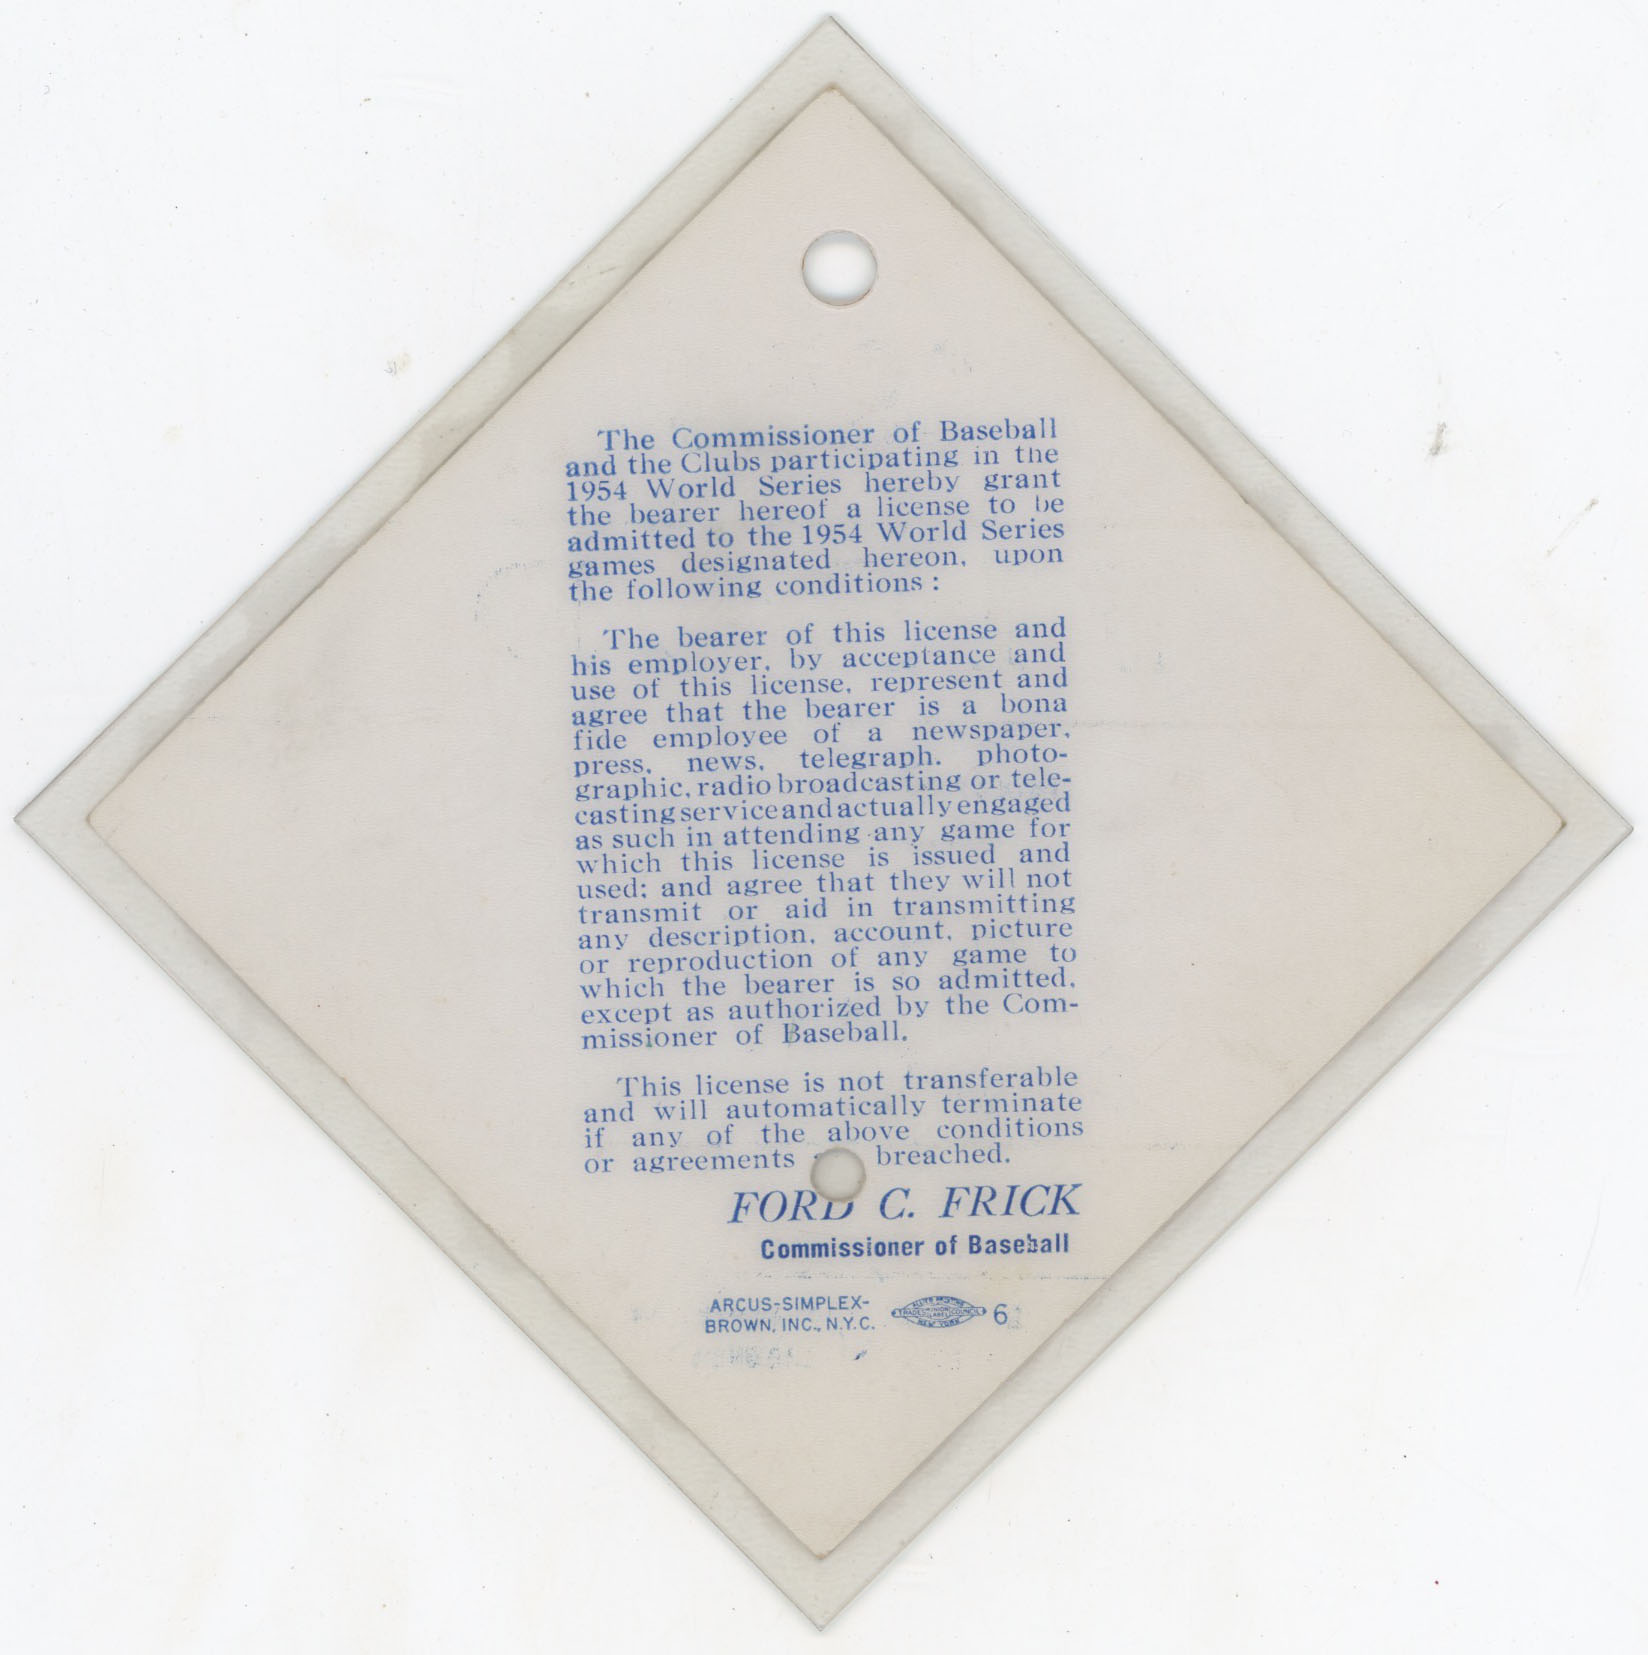 The Commissioner of Baseball
and the Clubs participating in the
1954 World Series hereby grant
the bearer hereof a license to be
admitted to the 1954 World Series
games designated hereon, upon
the following conditions:
The bearer of this license and
his employer, by acceptance and
use of this license, represent and
agree that the bearer is a bona
fide employee of a newspaper,
press, news, telegraph, photo-
graphic, radio broadcasting or tele-
casting service and actually engaged
as such in attending any game for
which this license is issued and
used; and agree that they will not
transmit or aid in transmitting
any description, account, picture
or reproduction of any game to
which the bearer is so admitted,
except as authorized by the Com-
missioner of Baseball.
This license is not transferable
and will automatically terminate
if any of the above conditions
or agreements breached.
FORD C. FRICK
Commissioner of Baseball
ARCUS-SIMPLEX-
BROWN, INC., N.Y.C.
ALLIED PRINTING
TRADES UNION LABEL COUNCIL
NEW YORK
6